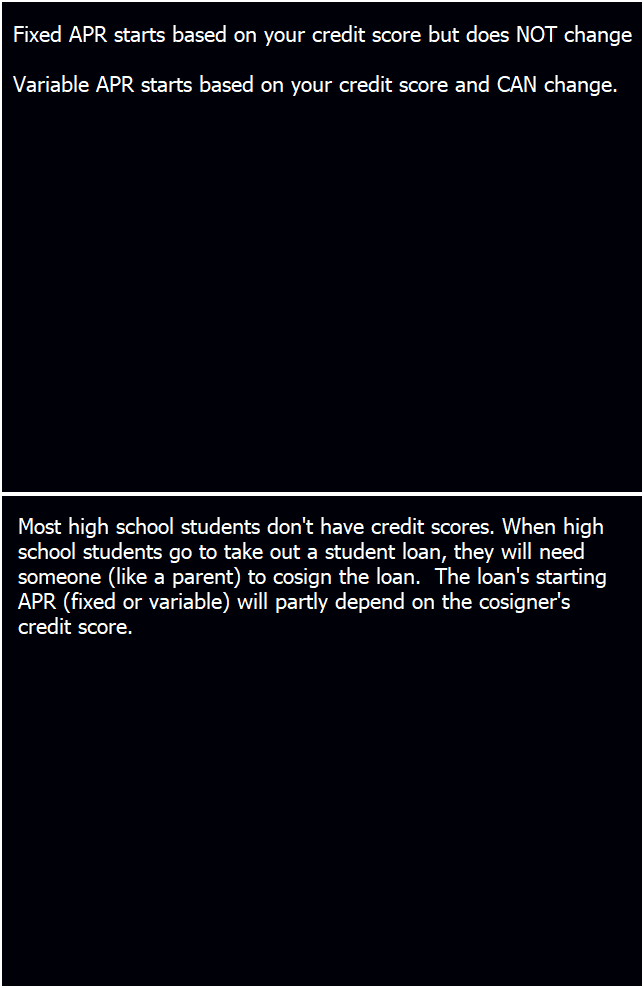 Fixed APR starts based on your credit score but does NOT change
Variable APR starts based on your credit score and CAN change.
Most high school students don't have credit scores. When high
school students go to take out a student loan, they will need
someone (like a parent) to cosign the loan.  The loan's starting
APR (fixed or variable) will partly depend on the cosigner's
credit score.